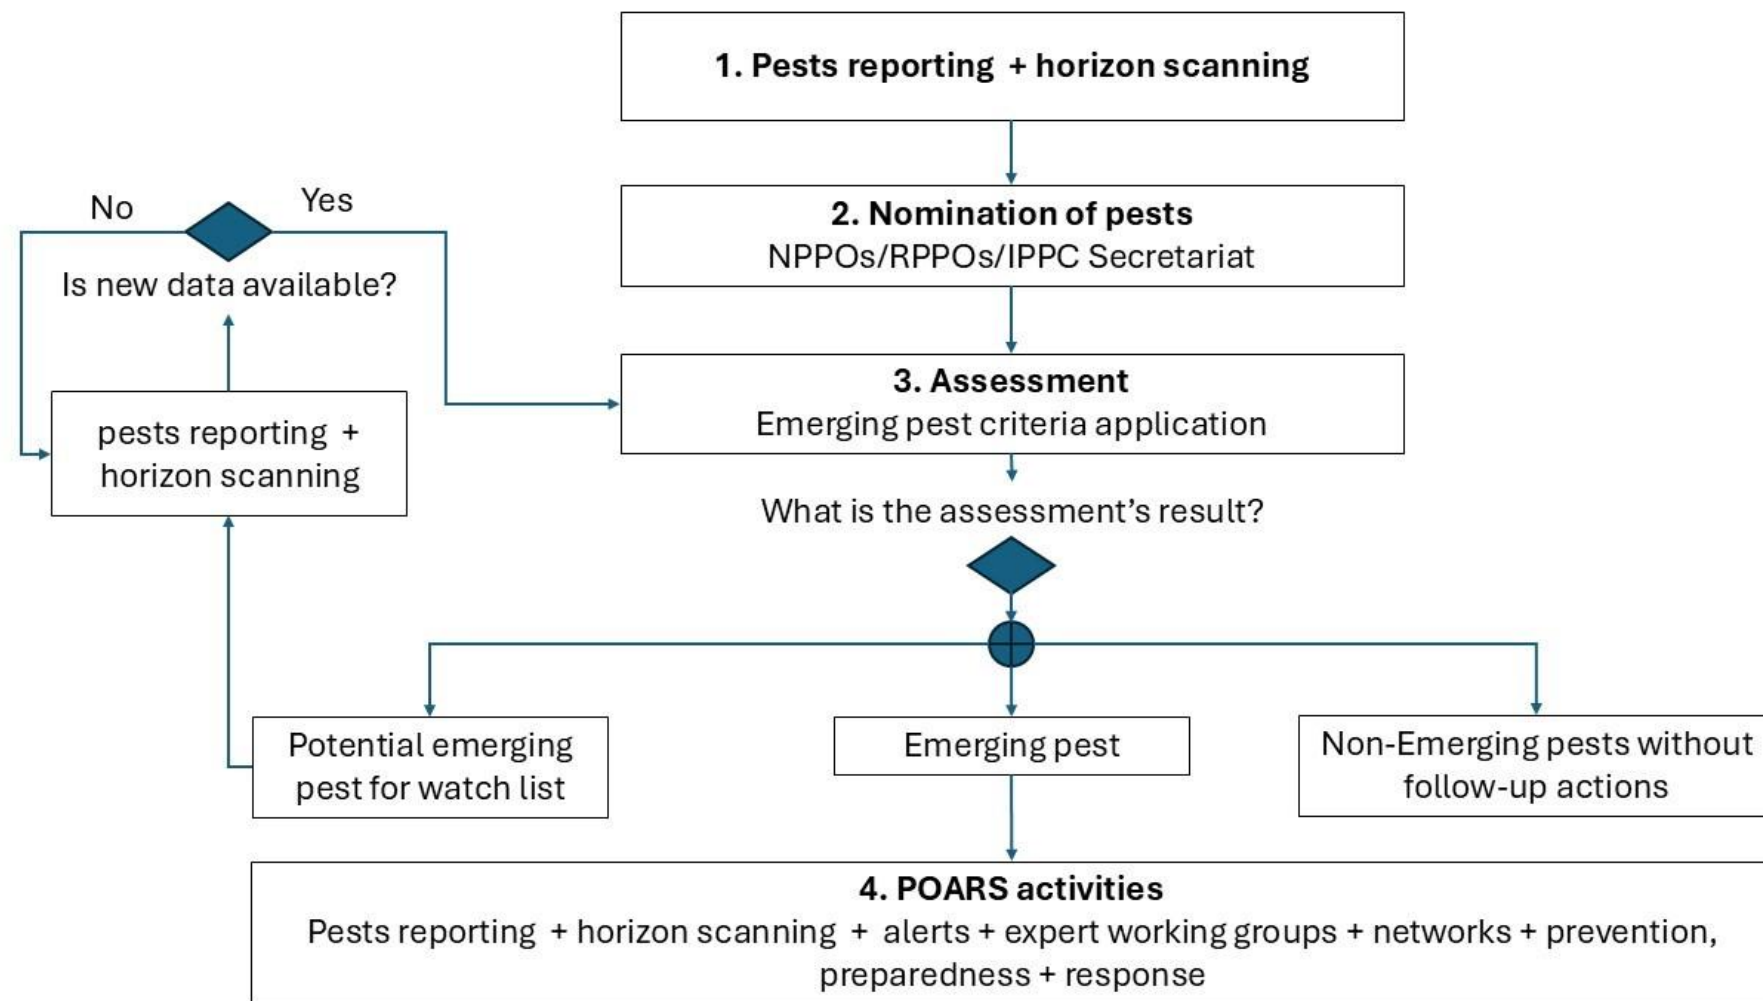 1. Pests reporting + horizon scanning
2. Nomination of pests
NPPOs/RPPOs/IPPC Secretariat
No
Yes
Is new data available?
pests reporting +
horizon scanning
3. Assessment
Emerging pest criteria application
What is the assessment’s result?
Potential emerging
pest for watch list
Emerging pest
Non-Emerging pests without
follow-up actions
4. POARS activities
Pests reporting + horizon scanning + alerts + expert working groups + networks + prevention,
preparedness + response